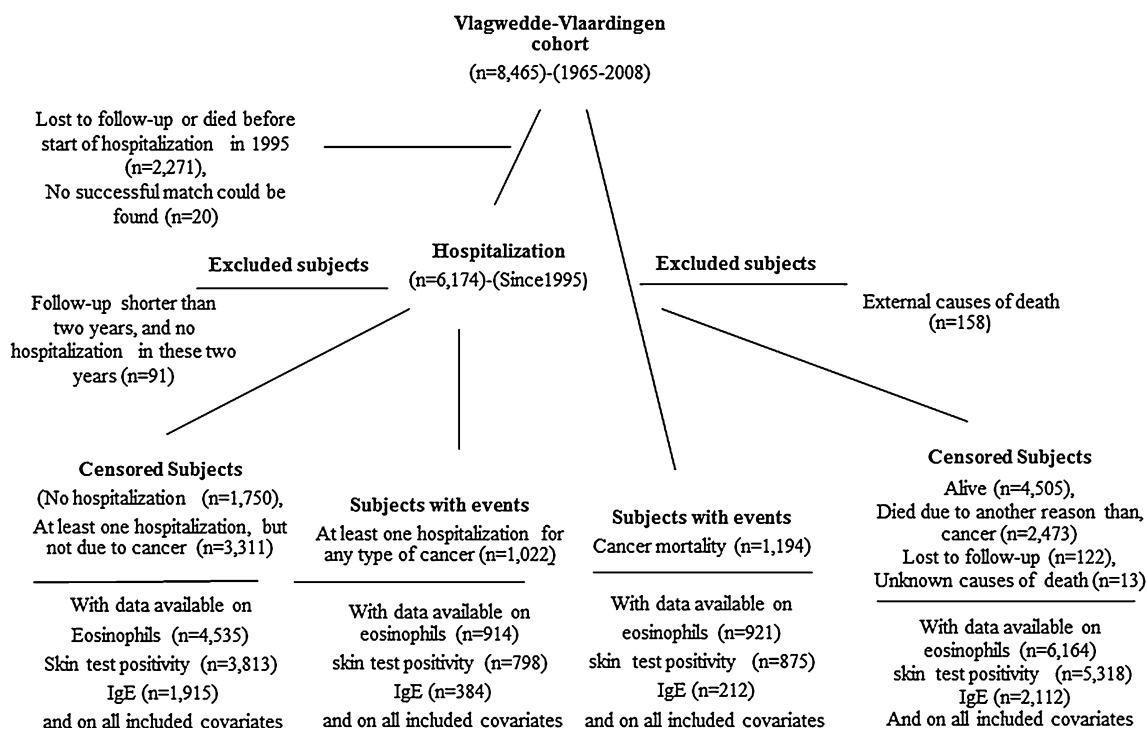 Vlagwedde-Vlaardingen
cohort
(n=8,465)-(1965-2008)
Lost to follow-up or died before
start of hospitalization in 1995
(n=2,271),
No successful match could be
found (n=20)
Hospitalization
(n=6,174)-(Since1995)
Excluded subjects
Follow-up shorter than
two years, and no
hospitalization in these two
years (n=91)
Excluded subjects
External causes of death
(n=158)
Censored Subjects
(No hospitalization (n=1,750),
At least one hospitalization, but
not due to cancer (n=3,311)
With data available on
Eosinophils (n=4,535)
Skin test positivity (n=3,813)
IgE (n=1,915)
and on all included covariates
Subjects with events
At least one hospitalization for
any type of cancer (n=1,022)
With data available on
eosinophils (n=914)
skin test positivity (n=798)
IgE (n=384)
and on all included covariates
Subjects with events
Cancer mortality (n=1,194)
With data available on
eosinophils (n=921)
skin test positivity (n=875)
IgE (n=212)
and on all included covariates
Censored Subjects
Alive (n=4,505),
Died due to another reason than,
cancer (n=2,473)
Lost to follow-up (n=122),
Unknown causes of death (n=13)
With data available on
eosinophils (n=6,164)
skin test positivity (n=5,318)
IgE (n=2,112)
And on all included covariates